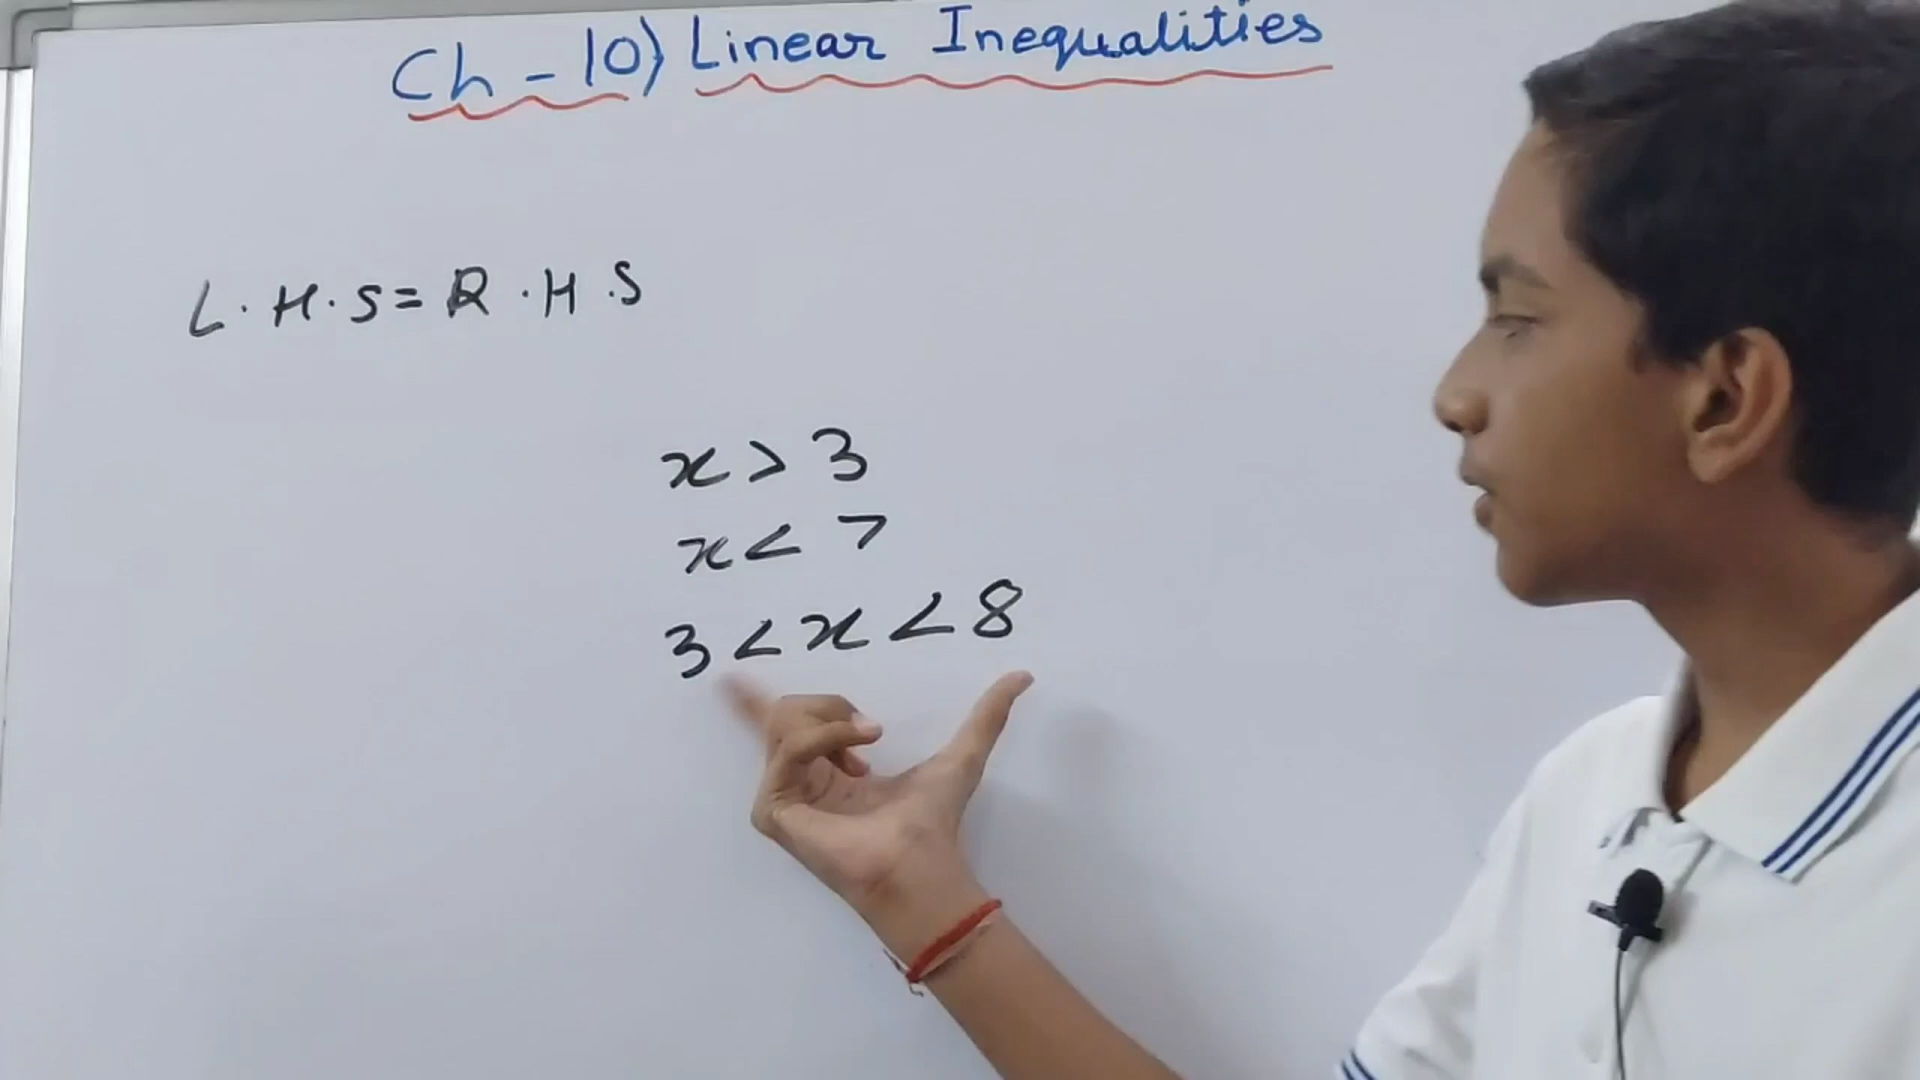 Ch - 10) Linear Inequalities
L.H.S = R.H.S
x > 3
x < 7
3 < x < 8